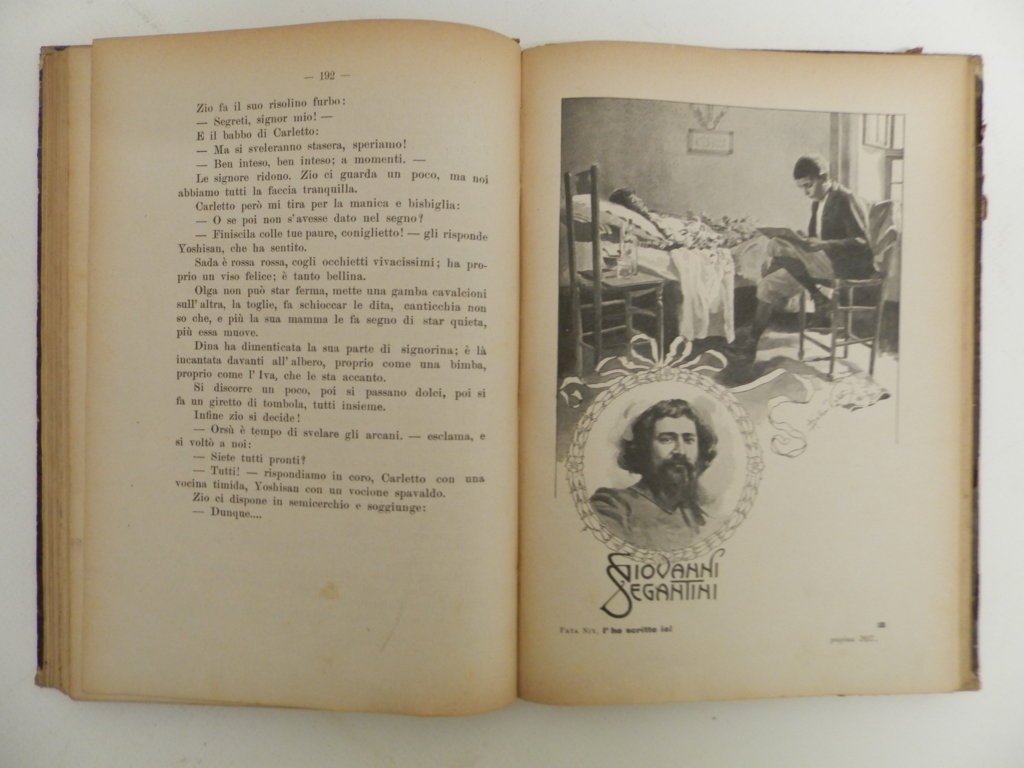 — 192 —
Zio fa il suo risolino furbo:
— Segreti, signor mio! —
E il babbo di Carletto:
— Ma si sveleranno stasera, speriamo!
— Ben inteso, ben inteso; a momenti. —
Le signore ridono. Zio ci guarda un poco, ma noi
abbiamo tutti la faccia tranquilla.
Carletto però mi tira per la manica e bisbiglia:
— O se poi non s'avesse dato nel segno?
— Finiscila colle tue paure, coniglietto! — gli risponde
Yoshisan, che ha sentito.
Sada è rossa rossa, cogli occhietti vivacissimi; ha pro-
prio un viso felice; è tanto bellina.
Olga non può star ferma, mette una gamba cavalcioni
sull'altra, la toglie, fa schioccar le dita, canticchia non
so che, e più la sua mamma le fa segno di star quieta,
più essa muove.
Dina ha dimenticata la sua parte di signorina; è là
incantata davanti all'albero, proprio come una bimba,
proprio come l'Iva, che le sta accanto.
Si discorre un poco, poi si passano dolci, poi si
fa un giretto di tombola, tutti insieme.
Infine zio si decide!
— Orsù è tempo di svelare gli arcani. — esclama, e
si voltò a noi:
— Siete tutti pronti?
— Tutti! — rispondiamo in coro, Carletto con una
vocina timida, Yoshisan con un vocione spavaldo.
Zio ci dispone in semicerchio e soggiunge:
— Dunque....
GIOVANNI
SEGANTINI
FATA NIX, l'ho scritto io!
pagina